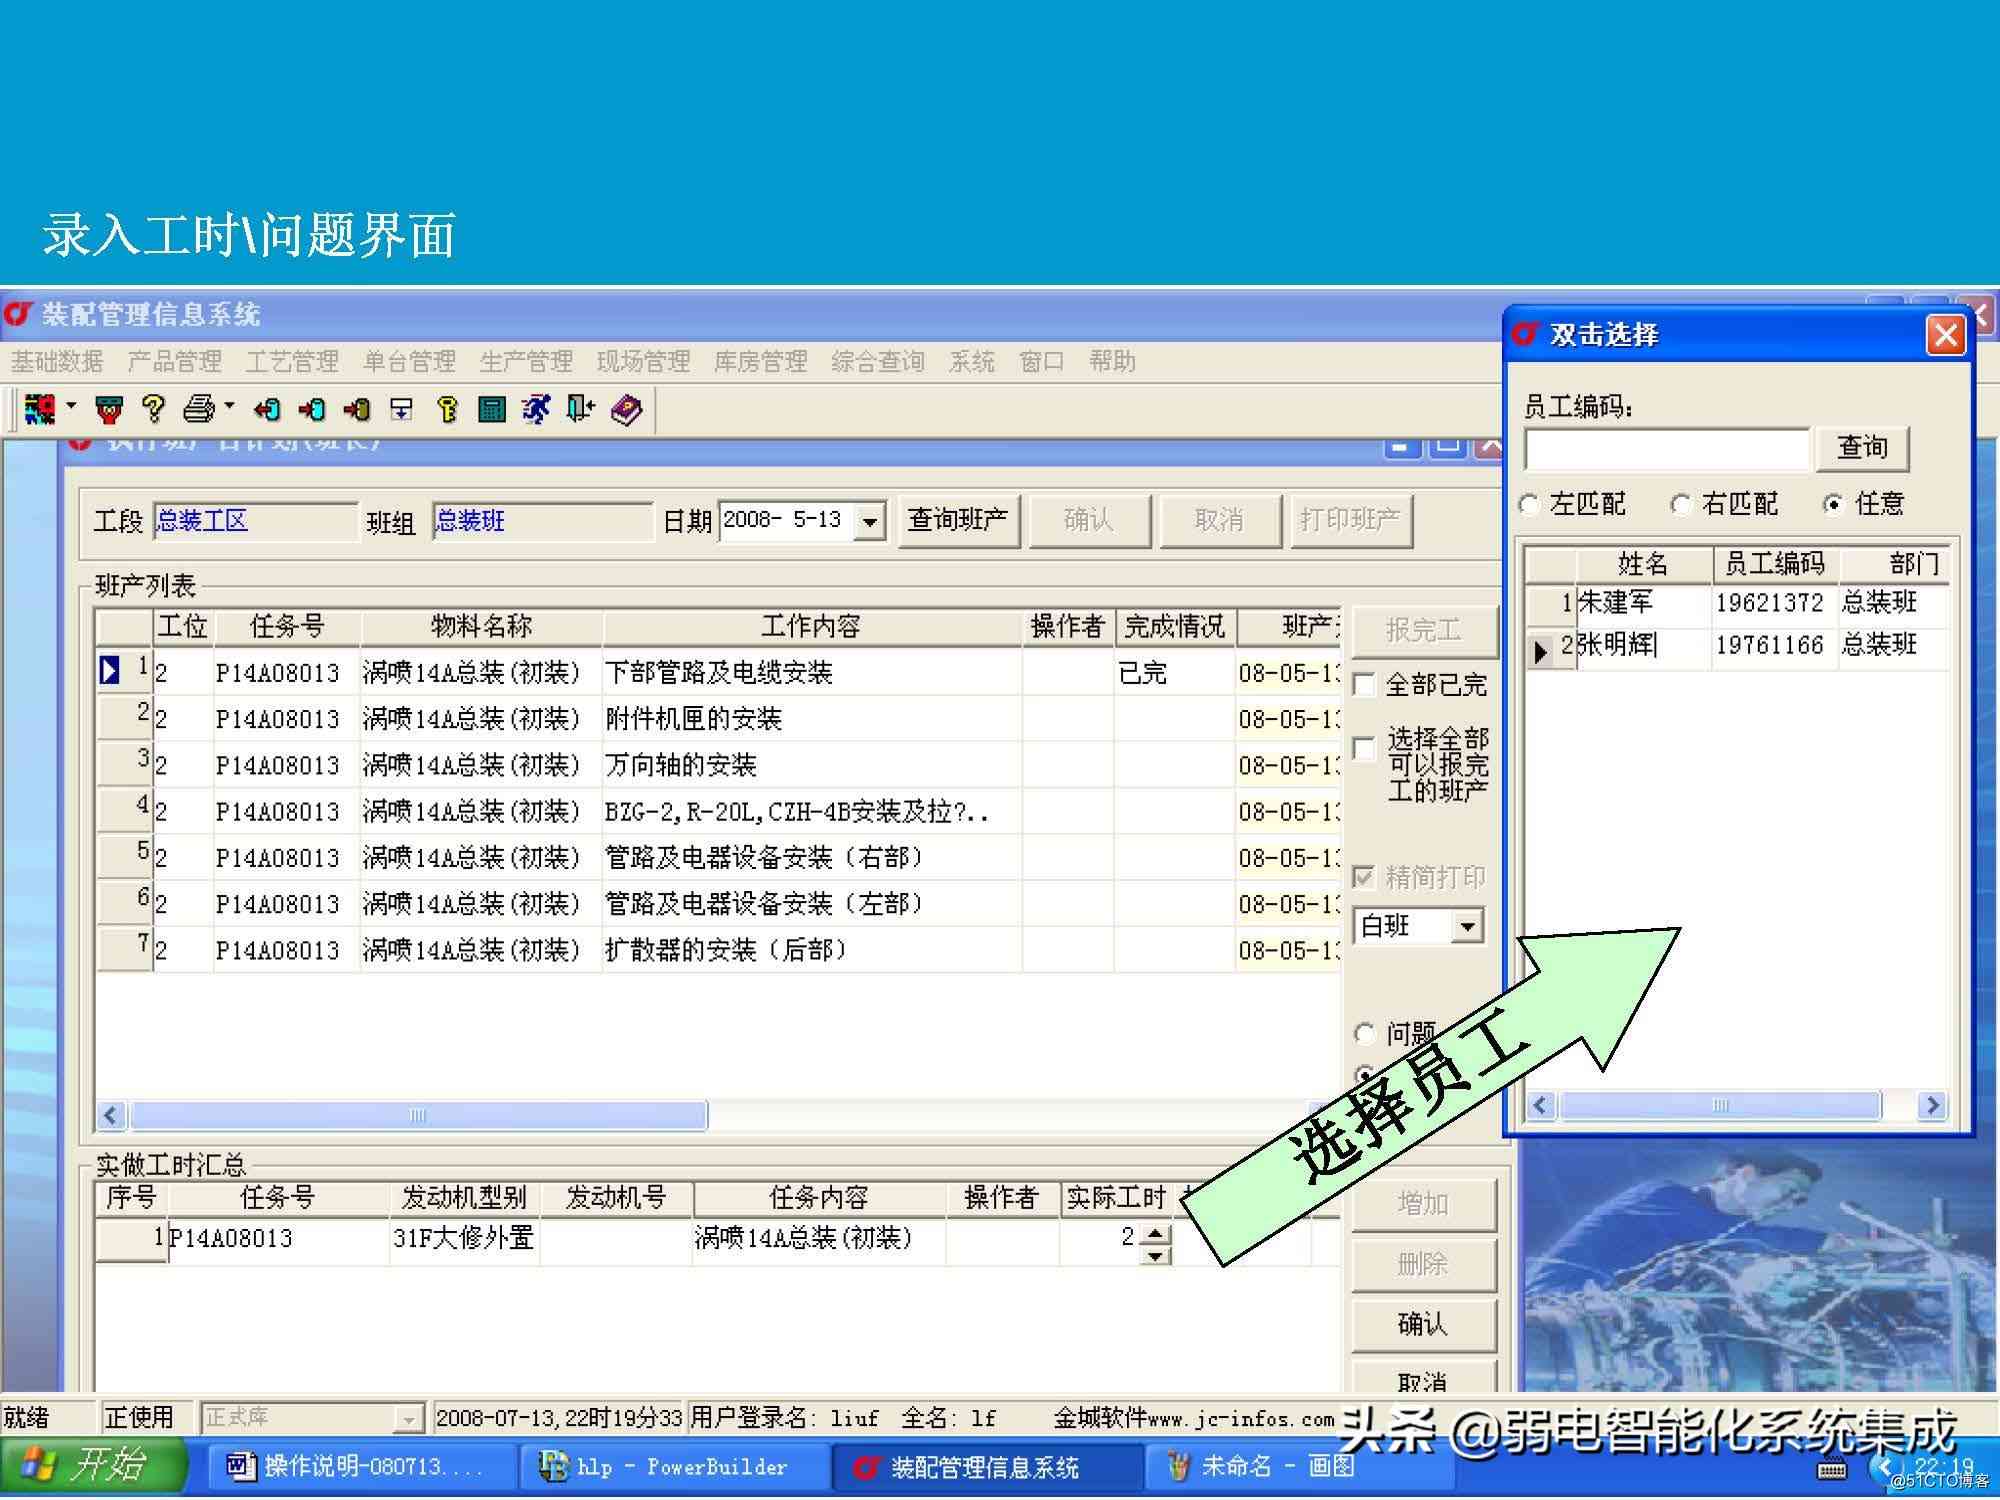 录入工时\问题界面
装配管理信息系统
基础数据 产品管理 工艺管理 单台管理 生产管理 现场管理 库房管理 综合查询 系统 窗口 帮助
工段 总装工区 班组 总装班 日期 2008- 5-13 查询班产 确认 取消 打印班产
班产列表
工位 任务号 物料名称 工作内容 操作者 完成情况 班产
1 2 P14A08013 涡喷14A总装(初装) 下部管路及电缆安装 已完 08-05-13
2 2 P14A08013 涡喷14A总装(初装) 附件机匣的安装 08-05-13
3 2 P14A08013 涡喷14A总装(初装) 万向轴的安装 08-05-13
4 2 P14A08013 涡喷14A总装(初装) BZG-2,R-20L,CZH-4B安装及拉?..
08-05-13
5 2 P14A08013 涡喷14A总装(初装) 管路及电器设备安装（右部） 08-05-13
6 2 P14A08013 涡喷14A总装(初装) 管路及电器设备安装（左部） 08-05-13
7 2 P14A08013 涡喷14A总装(初装) 扩散器的安装（后部） 08-05-13
报完工
全部已完
选择全部
可以报完
工的班产
精简打印
白班
问题
实做工时汇总
序号 任务号 发动机型别 发动机号 任务内容 操作者 实际工时
1 P14A08013 31F大修外置 涡喷14A总装(初装) 2
增加
删除
确认
取消
双击选择
员工编码:
查询
左匹配 右匹配 任意
姓名 员工编码 部门
1 朱建军 19621372 总装班
2 张明辉 19761166 总装班
选择员工
就绪 正使用 正式库 2008-07-13,22时19分33 用户登录名: liuf 全名: lf 金城软件www.jc-infos.com
头条 @弱电智能化系统集成
开始 操作说明-080713.... hlp - PowerBuilder 装配管理信息系统 未命名 - 画图 22:19
@51CTO博客